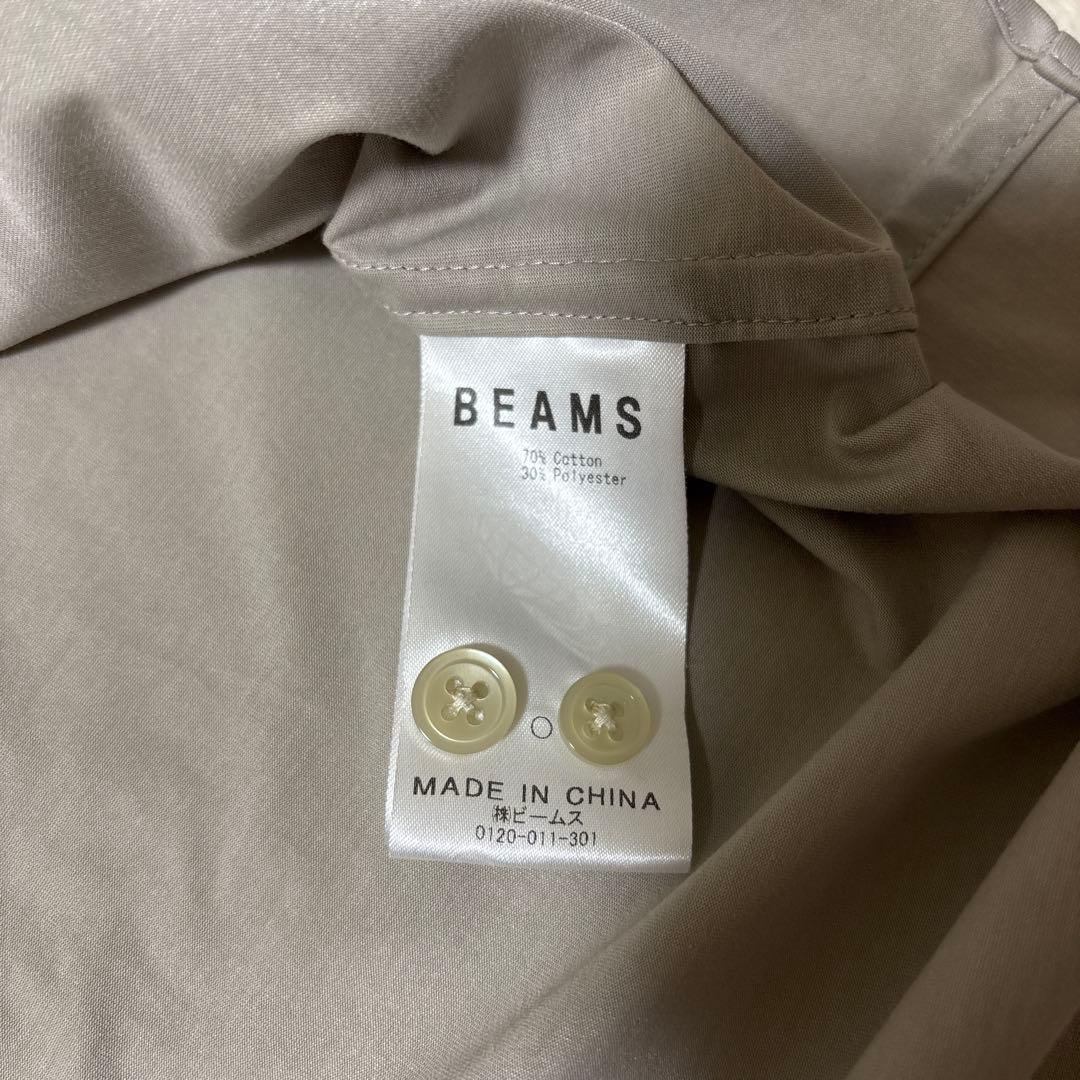 BEAMS
70% Cotton
30% Polyester
MADE IN CHINA
㈱ビームス
0120-011-301